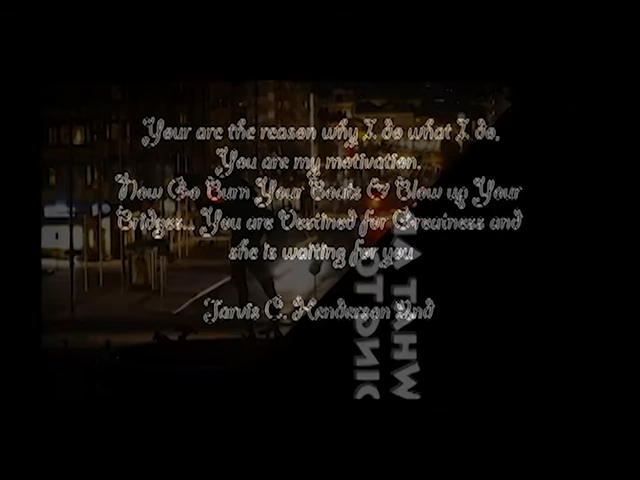 Your are the reason why I do what I do.
You are my motivation.
Now Go Burn Your Boats & Blow up Your
Bridges... You are Destined for Greatness and
she is waiting for you
Jarvis C. Henderson 2nd
WHAT A